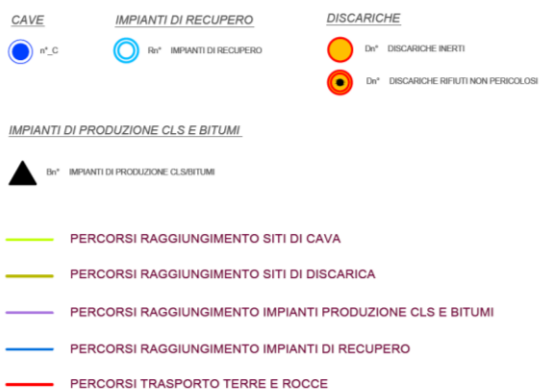 CAVE
IMPIANTI DI RECUPERO
DISCARICHE
n°_C
Rn° IMPIANTI DI RECUPERO
Dn° DISCARICHE INERTI
Dn° DISCARICHE RIFIUTI NON PERICOLOSI
IMPIANTI DI PRODUZIONE CLS E BITUMI
Bn° IMPIANTI DI PRODUZIONE CLS/BITUMI
PERCORSI RAGGIUNGIMENTO SITI DI CAVA
PERCORSI RAGGIUNGIMENTO SITI DI DISCARICA
PERCORSI RAGGIUNGIMENTO IMPIANTI PRODUZIONE CLS E BITUMI
PERCORSI RAGGIUNGIMENTO IMPIANTI DI RECUPERO
PERCORSI TRASPORTO TERRE E ROCCE